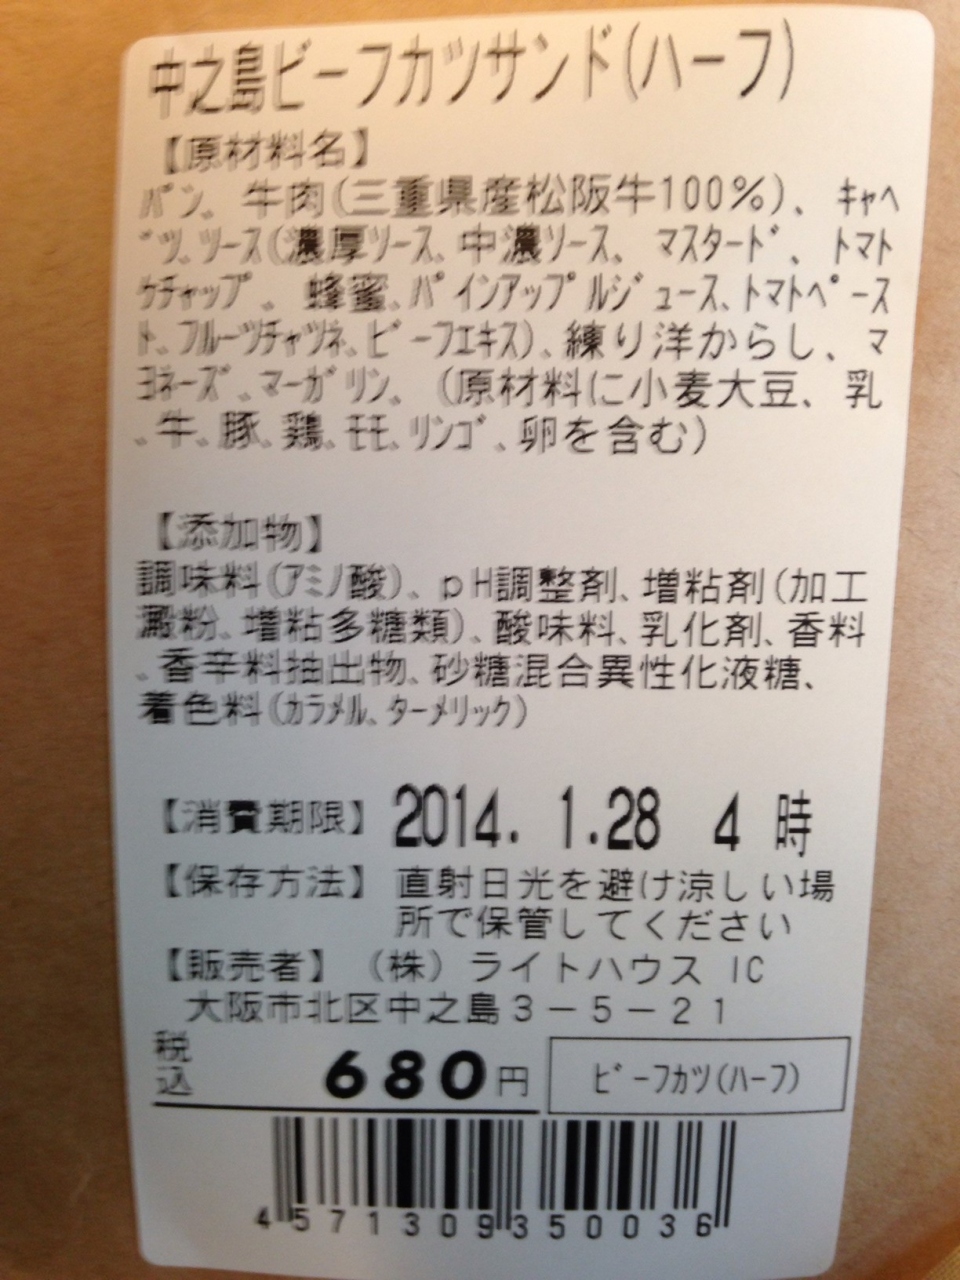 中之島ビーフカツサンド(ハーフ)
【原材料名】
パン、牛肉(三重県産松阪牛100%)、キャベ
ツ、ソース(濃厚ソース、中濃ソース、マスタード、トマト
ケチャップ、蜂蜜、パインアップルジュース、トマトペース
ト、フルーツチャツネ、ビーフエキス)、練り洋からし、マ
ヨネーズ、マーガリン、(原材料に小麦大豆、乳
、牛、豚、鶏、モモ、リンゴ、卵を含む)
【添加物】
調味料(アミノ酸)、pH調整剤、増粘剤(加工
澱粉、増粘多糖類)、酸味料、乳化剤、香料
、香辛料抽出物、砂糖混合異性化液糖、
着色料(カラメル、ターメリック)
【消費期限】 2014. 1.28 4 時
【保存方法】 直射日光を避け涼しい場
所で保管してください
【販売者】 (株) ライトハウス IC
大阪市北区中之島3-5-21
税込 680円
ビーフカツ(ハーフ)
4571309350036